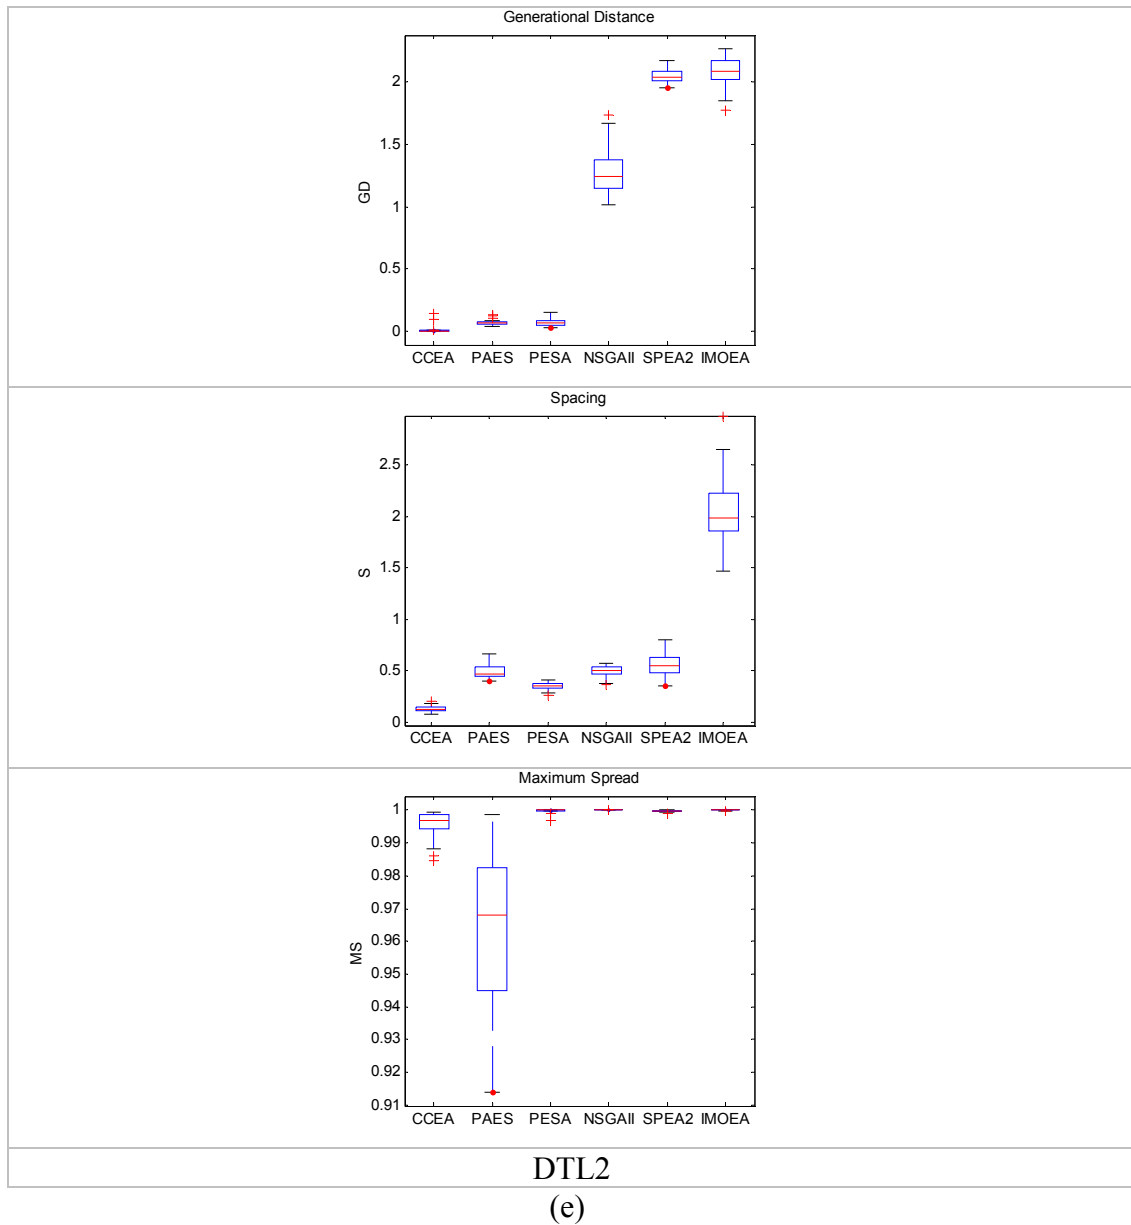 Generational Distance
2
1.5
1
0.5
0
GD
CCEA PAES PESA NSGAII SPEA2 IMOEA
Spacing
2.5
2
1.5
1
0.5
0
S
CCEA PAES PESA NSGAII SPEA2 IMOEA
Maximum Spread
1
0.99
0.98
0.97
0.96
0.95
0.94
0.93
0.92
0.91
MS
CCEA PAES PESA NSGAII SPEA2 IMOEA
DTL2
(e)